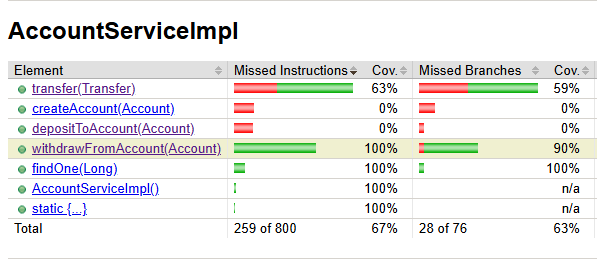 AccountServiceImpl
Element Missed Instructions Cov. Missed Branches Cov.
transfer(Transfer) 63% 59%
createAccount(Account) 0% 0%
depositToAccount(Account) 0% 0%
withdrawFromAccount(Account) 100% 90%
findOne(Long) 100% 100%
AccountServiceImpl() 100% n/a
static {...} 100% n/a
Total 259 of 800 67% 28 of 76 63%